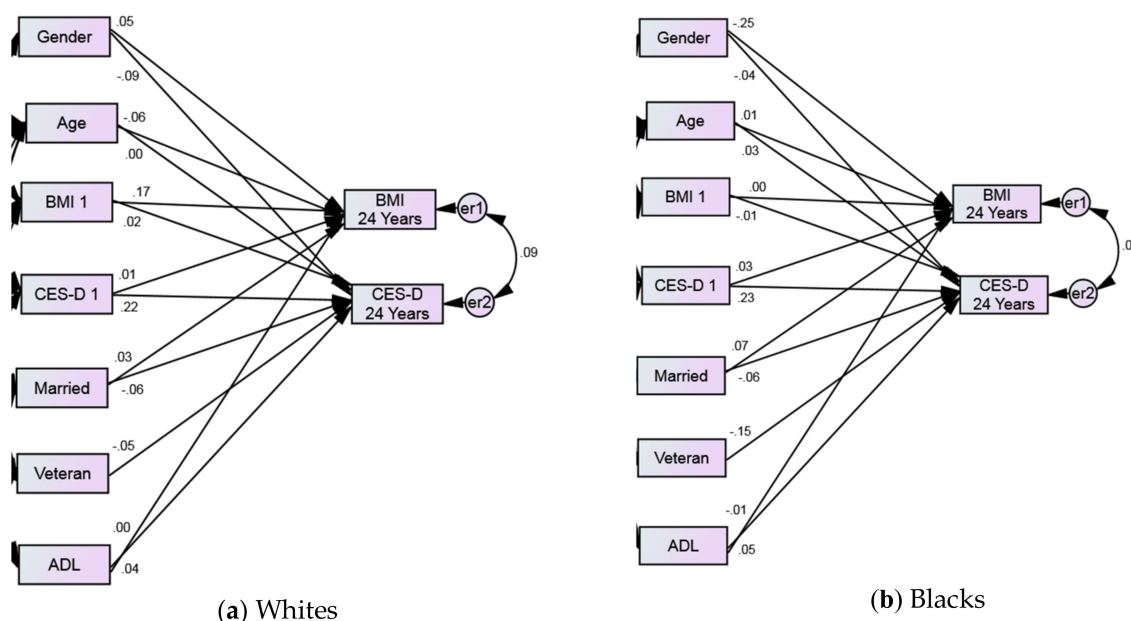 Gender
.05
-.09
Age
-.06
.00
BMI 1
.17
.02
CES-D 1
.01
.22
Married
.03
-.06
Veteran
-.05
ADL
.00
.04
BMI
24 Years
er1
CES-D
24 Years
er2
.09
(a) Whites
Gender
-.25
-.04
Age
.01
.03
BMI 1
.00
-.01
CES-D 1
.03
.23
Married
.07
-.06
Veteran
-.15
ADL
-.01
.05
BMI
24 Years
er1
CES-D
24 Years
er2
(b) Blacks